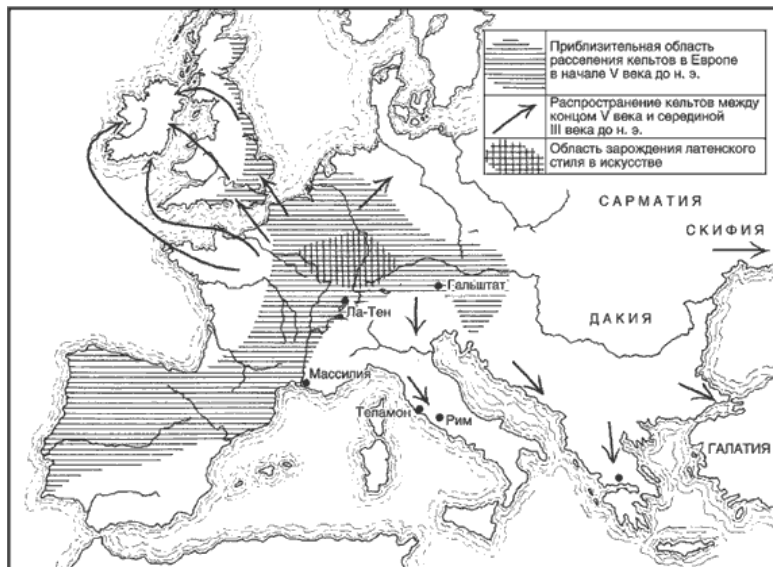 Приблизительная область
расселения кельтов в Европе
в начале V века до н. э.
Распространение кельтов между
концом V века и серединой
III века до н. э.
Область зарождения латенского
стиля в искусстве
САРМАТИЯ
СКИФИЯ
Гальштат
Ла-Тен
ДАКИЯ
Массилия
Теламон
Рим
ГАЛАТИЯ